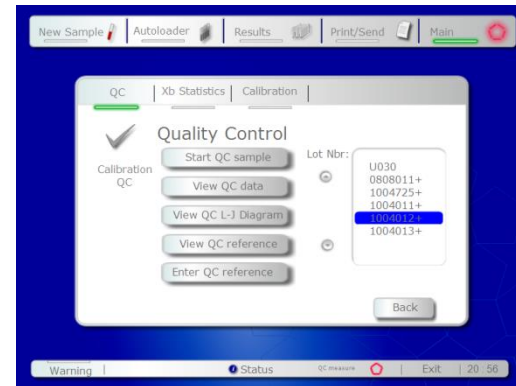 New Sample Autoloader Results Print/Send Main
QC Xb Statistics Calibration
Quality Control
Calibration
QC
Start QC sample
View QC data
View QC L-J Diagram
View QC reference
Enter QC reference
Lot Nbr:
U030
0808011+
1004725+
1004011+
1004012+
1004013+
Back
Warning Status QC measure Exit 20 56